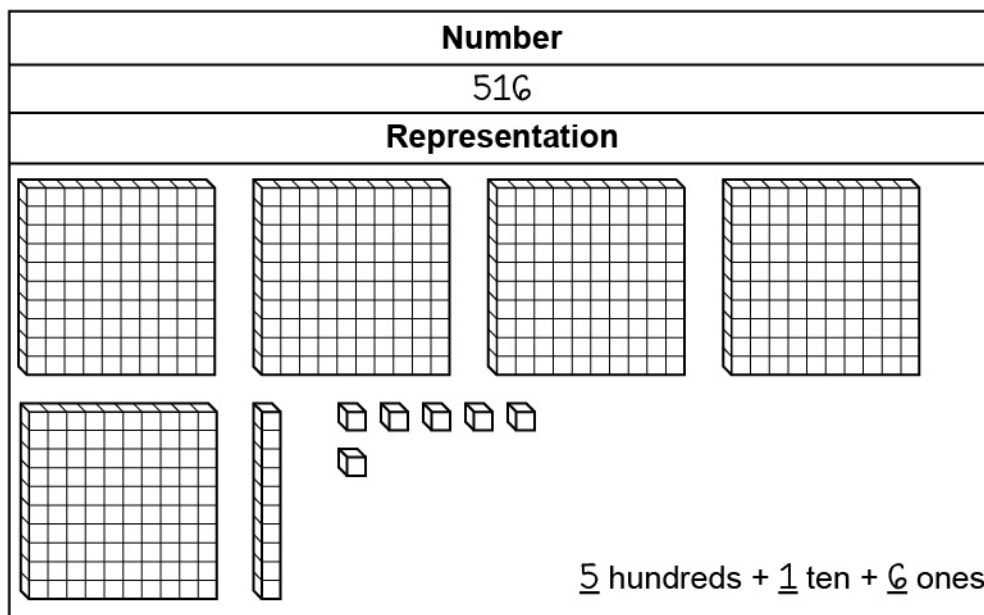 Number
516
Representation
5 hundreds + 1 ten + 6 ones